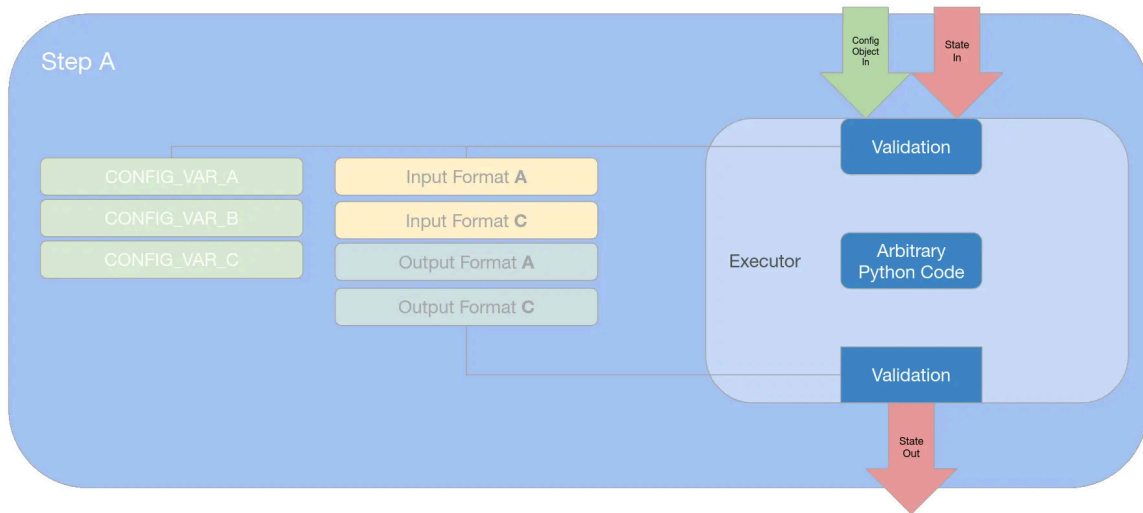 Config
Object
In
State
In
Step A
Validation
CONFIG_VAR_A
Input Format A
CONFIG_VAR_B
Input Format C
CONFIG_VAR_C
Output Format A
Executor
Arbitrary
Python Code
Output Format C
Validation
State
Out